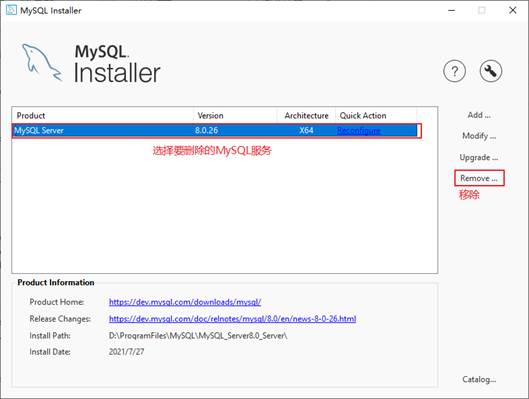 MySQL Installer
MySQL.
Installer
Product Version Architecture Quick Action
MySQL Server 8.0.26 X64 Reconfigure
选择要删除的MySQL服务
Add ...
Modify ...
Upgrade ...
Remove ...
移除
Product Information
Product Home: https://dev.mysql.com/downloads/mysql/
Release Changes: https://dev.mysql.com/doc/relnotes/mysql/8.0/en/news-8-0-26.html
Install Path: D:\ProgramFiles\MySQL\MySQL_Server8.0_Server\
Install Date: 2021/7/27
Catalog...